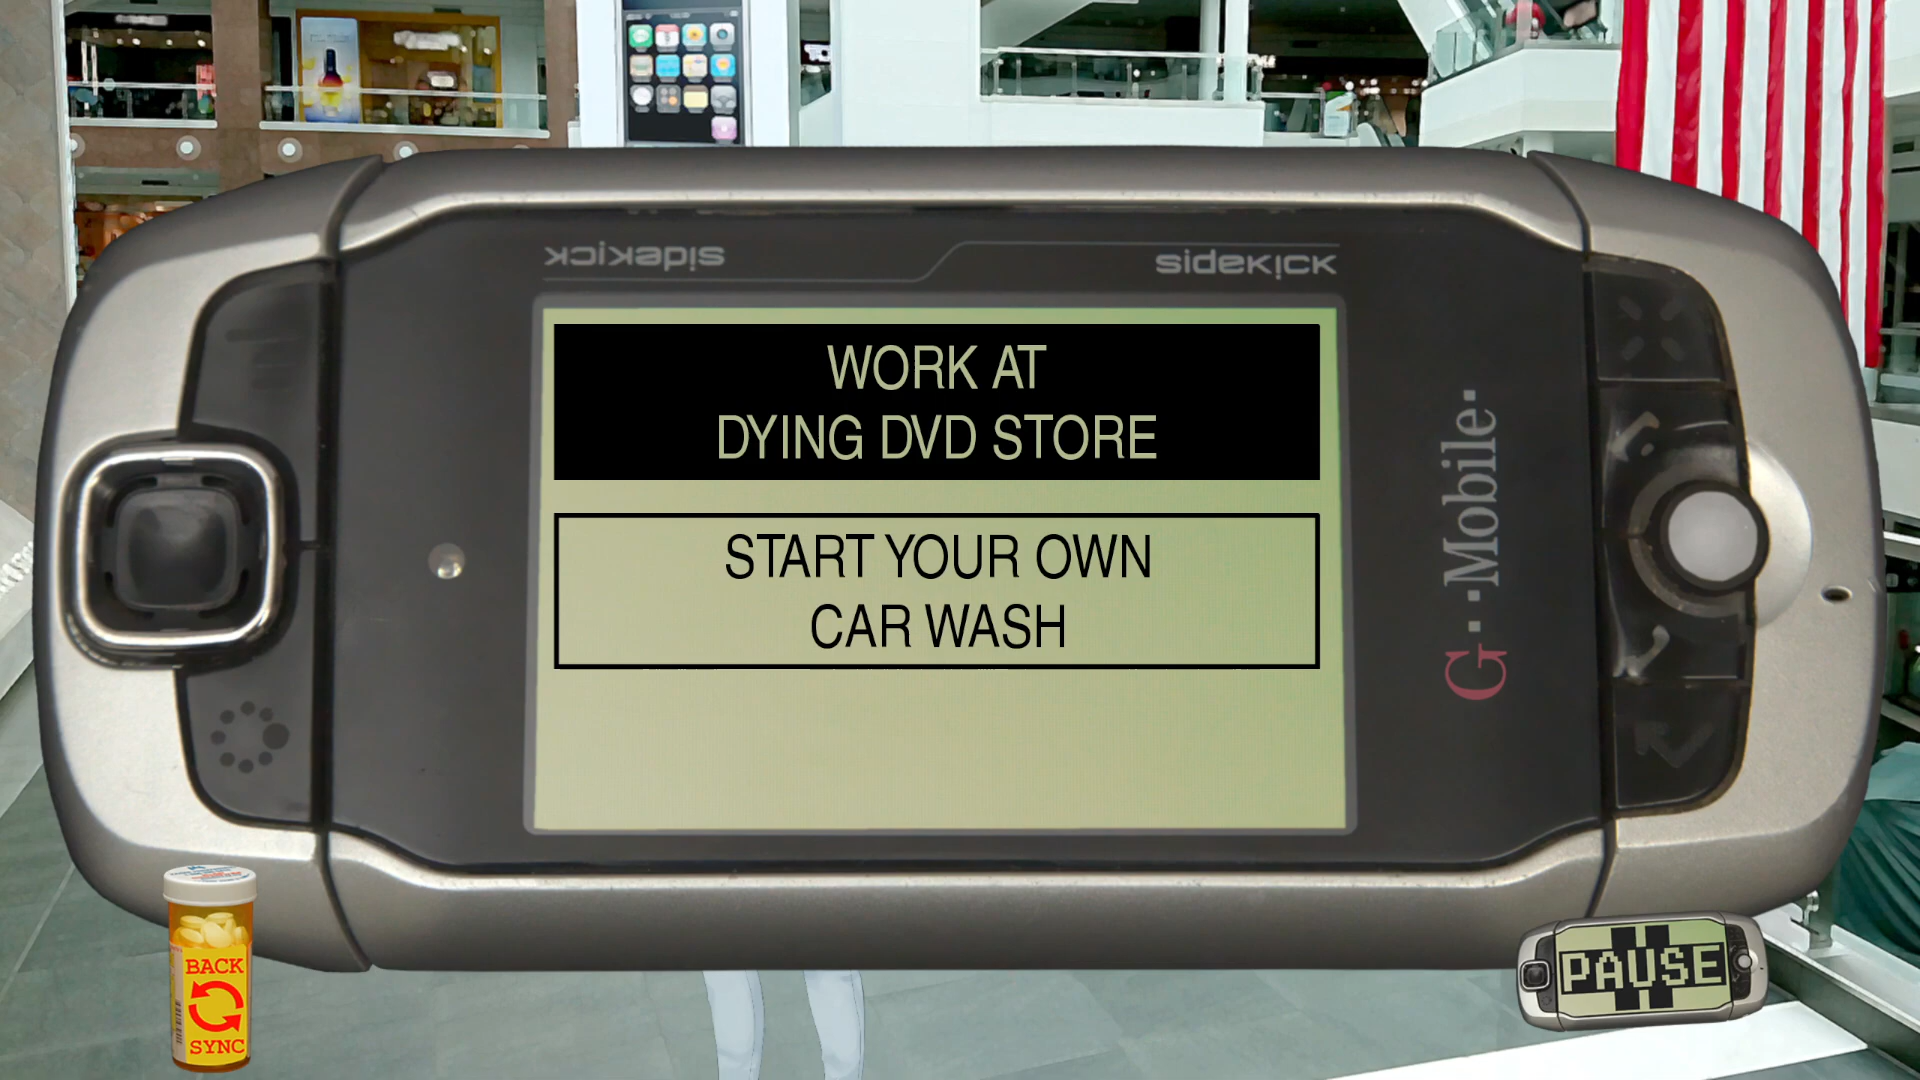 sidekick
sidekick
WORK AT
DYING DVD STORE
START YOUR OWN
CAR WASH
G··Mobile·
BACK
SYNC
PAUSE